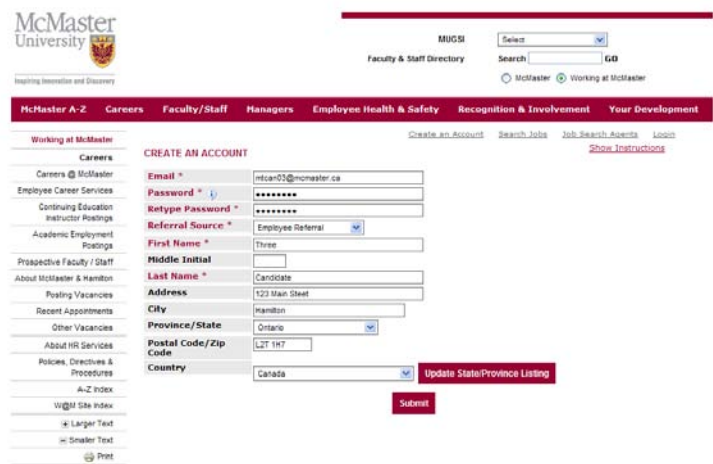 McMaster
University
Inspiring Innovation and Discovery
MUGSI Select
Faculty & Staff Directory Search GO
McMaster Working at McMaster
McMaster A-Z Careers Faculty/Staff Managers Employee Health & Safety Recognition & Involvement Your Development
Create an Account Search Jobs Job Search Agents Login
Show Instructions
Working at McMaster
Careers
Careers @ McMaster
Employee Career Services
Continuing Education
Instructor Postings
Academic Employment
Postings
Prospective Faculty / Staff
About McMaster & Hamilton
Posting Vacancies
Recent Appointments
Other Vacancies
About HR Services
Policies, Directives &
Procedures
A-Z Index
W@M Site Index
Larger Text
Smaller Text
Print
CREATE AN ACCOUNT
Email * mtcan03@mcmaster.ca
Password * ••••••••
Retype Password * ••••••••
Referral Source * Employee Referral
First Name * Three
Middle Initial
Last Name * Candidate
Address 123 Main Steet
City Hamilton
Province/State Ontario
Postal Code/Zip
Code L2T 1H7
Country Canada Update State/Province Listing
Submit